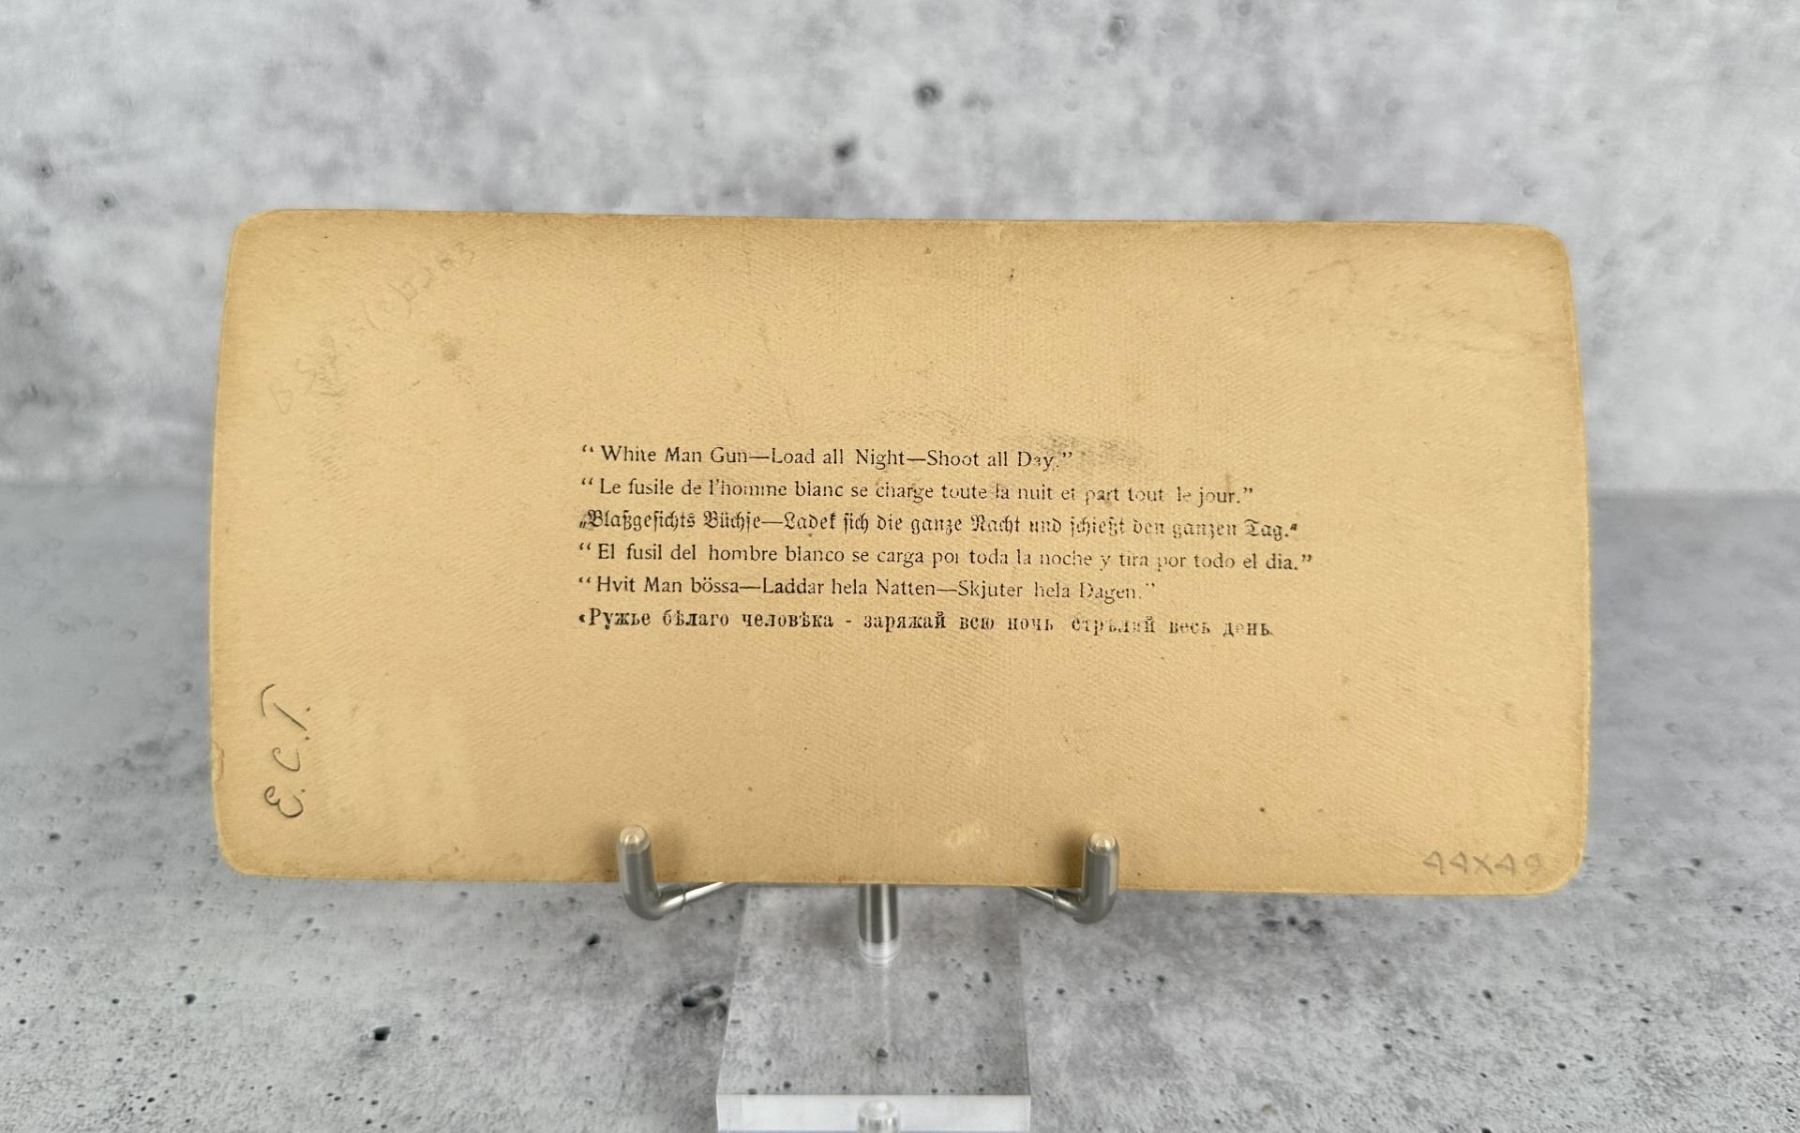 “White Man Gun—Load all Night—Shoot all Day.”
“Le fusile de l'homme blanc se charge toute la nuit et part tout le jour.”
„Blaßgesichts Büchse—Ladet sich die ganze Nacht und schießt den ganzen Tag.“
“El fusil del hombre blanco se carga por toda la noche y tira por todo el dia.”
“Hvit Man bössa—Laddar hela Natten—Skjuter hela Dagen.”
«Ружье бѣлаго человѣка - заряжай всю ночь стрѣляй весь день
E.C.T.
44X49